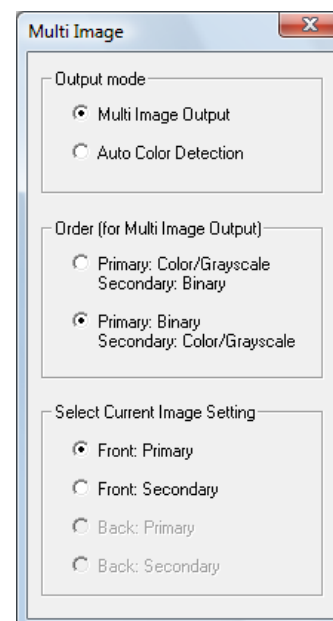 Multi Image
Output mode
Multi Image Output
Auto Color Detection
Order (for Multi Image Output)
Primary: Color/Grayscale
Secondary: Binary
Primary: Binary
Secondary: Color/Grayscale
Select Current Image Setting
Front: Primary
Front: Secondary
Back: Primary
Back: Secondary